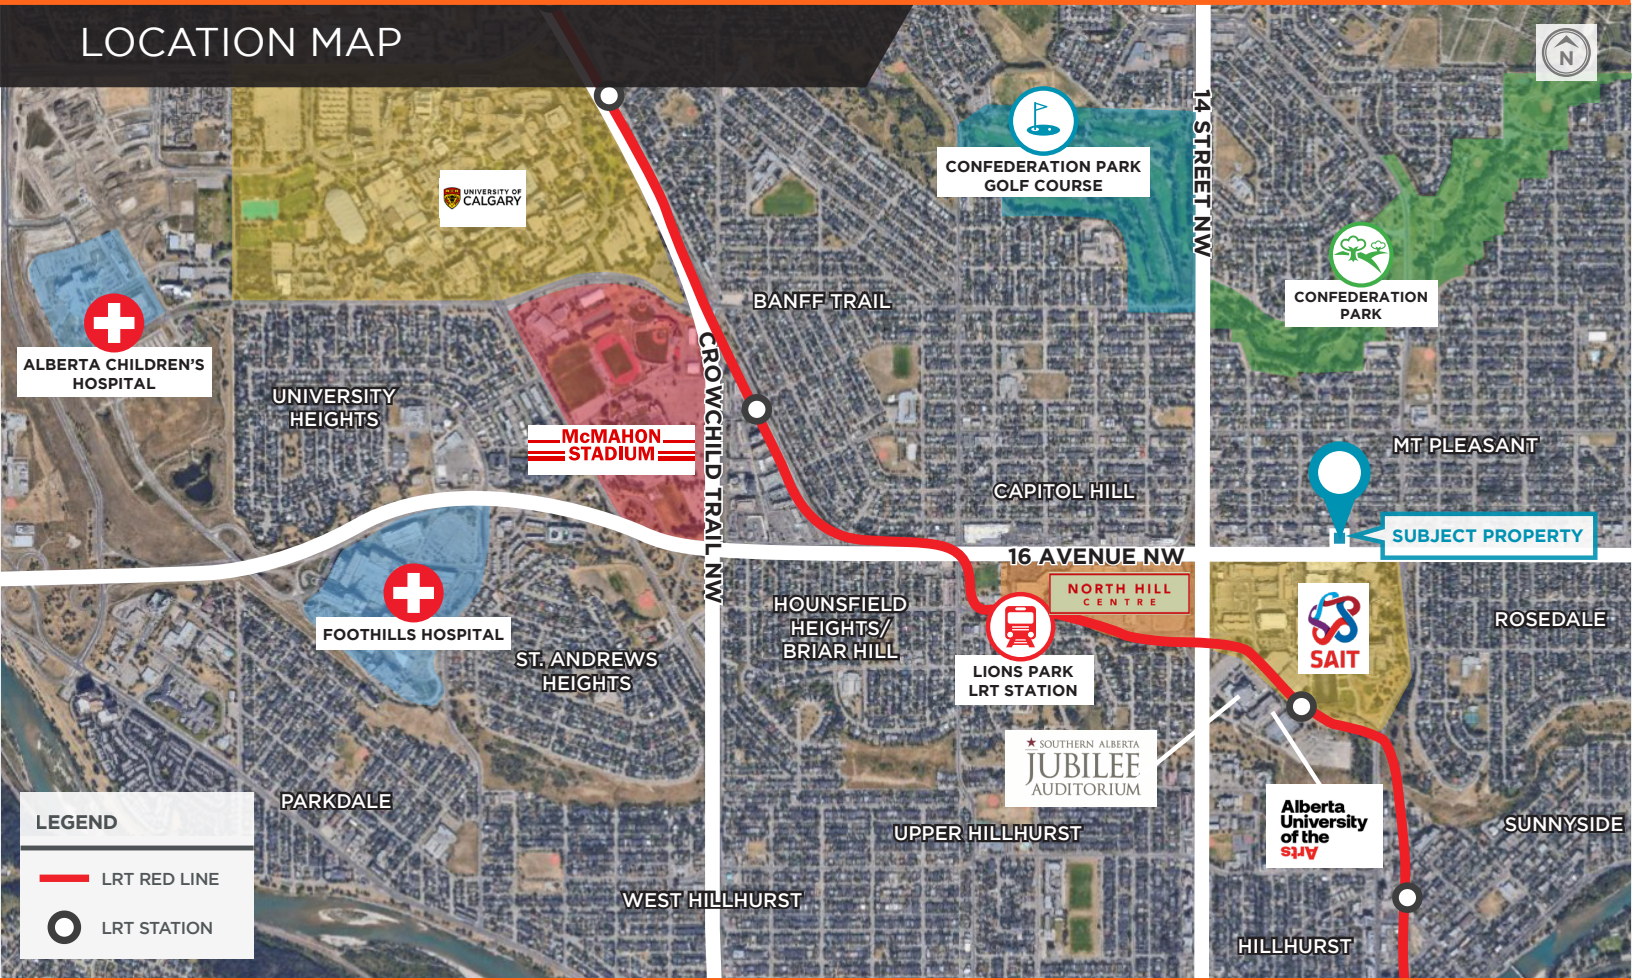 LOCATION MAP
N
14 STREET NW
CONFEDERATION PARK
GOLF COURSE
UNIVERSITY OF
CALGARY
CONFEDERATION
PARK
BANFF TRAIL
ALBERTA CHILDREN'S
HOSPITAL
UNIVERSITY
HEIGHTS
CROWCHILD TRAIL NW
McMAHON
STADIUM
MT PLEASANT
CAPITOL HILL
SUBJECT PROPERTY
16 AVENUE NW
NORTH HILL
CENTRE
HOUNSFIELD
HEIGHTS/
BRIAR HILL
FOOTHILLS HOSPITAL
ST. ANDREWS
HEIGHTS
SAIT
ROSEDALE
LIONS PARK
LRT STATION
SOUTHERN ALBERTA
JUBILEE
AUDITORIUM
PARKDALE
Alberta
University
of the
Arts
SUNNYSIDE
UPPER HILLHURST
WEST HILLHURST
HILLHURST
LEGEND
LRT RED LINE
LRT STATION